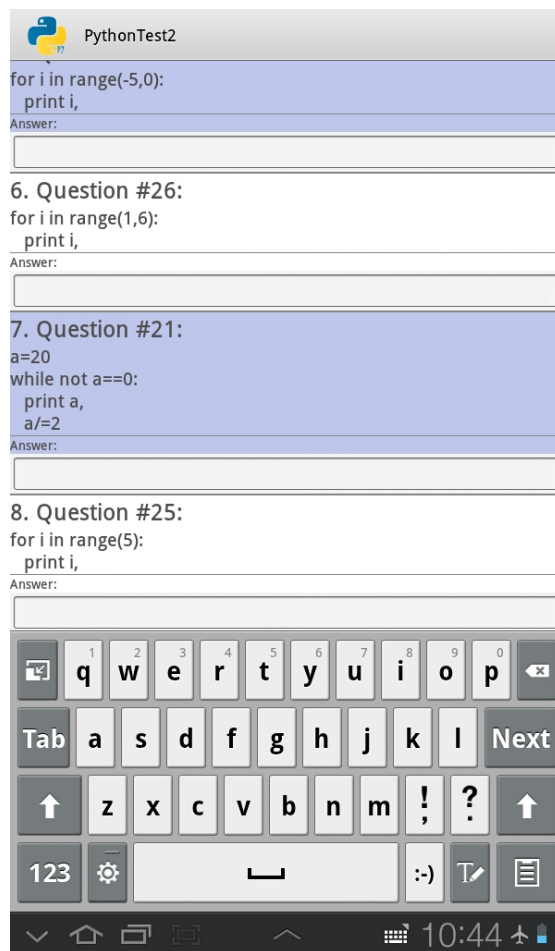 PythonTest2
for i in range(-5,0):
print i,
Answer:
6. Question #26:
for i in range(1,6):
print i,
Answer:
7. Question #21:
a=20
while not a==0:
print a,
a/=2
Answer:
8. Question #25:
for i in range(5):
print i,
Answer:
1 2 3 4 5 6 7 8 9 0
q w e r t y u i o p
Tab a s d f g h j k l Next
z x c v b n m ! , ? .
123 :-) T
10:44